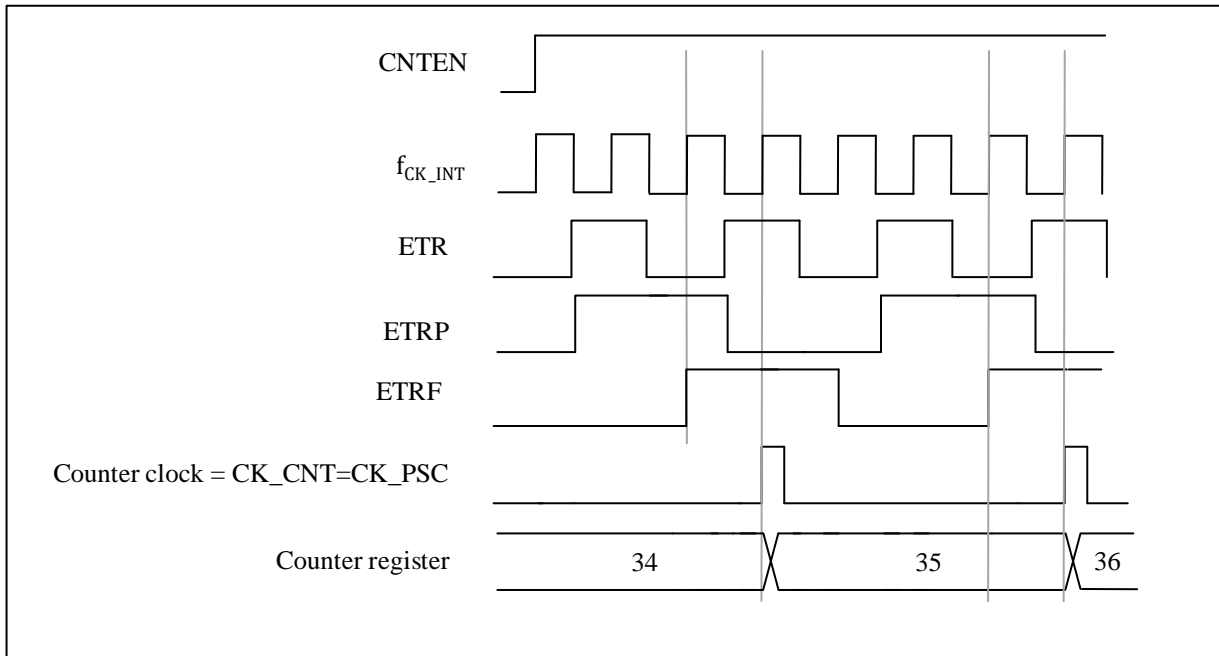 CNTEN
fCK_INT
ETR
ETRP
ETRF
Counter clock = CK_CNT=CK_PSC
Counter register
34
35
36